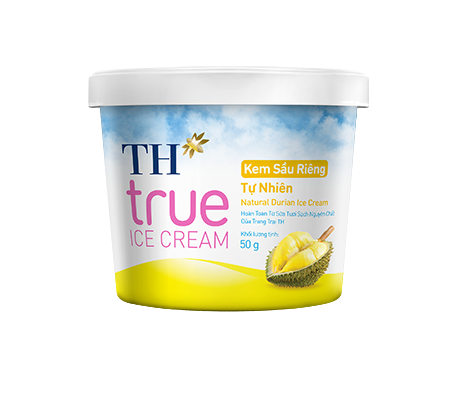 TH
true
ICE CREAM
Kem Sầu Riêng
Tự Nhiên
Natural Durian Ice Cream
Hoàn Toàn Từ Sữa Tươi Sạch Nguyên Chất
Của Trang Trại TH
Khối lượng tịnh:
50 g